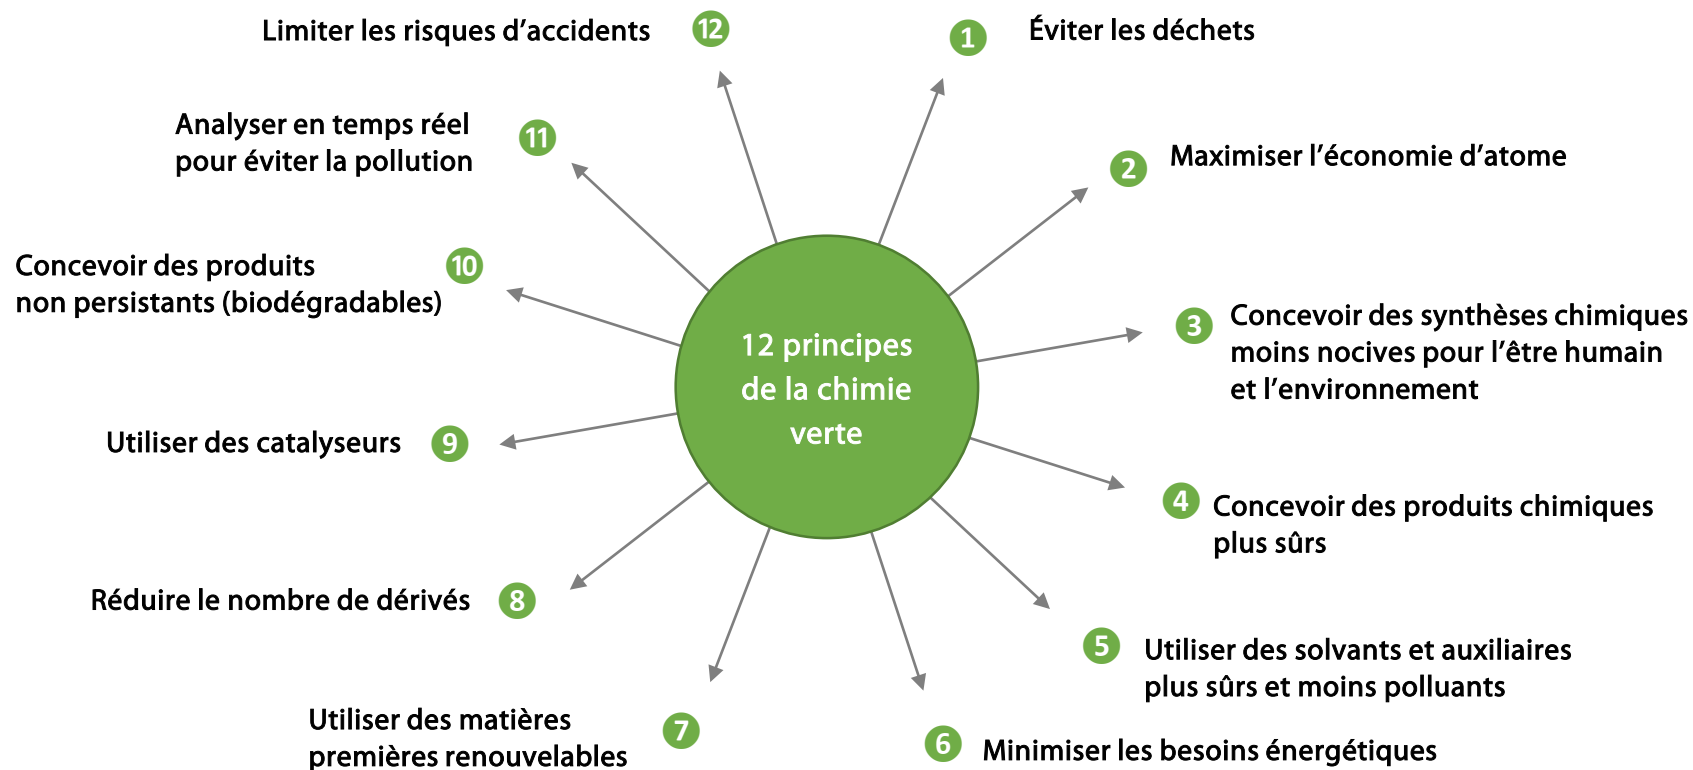 12 principes
de la chimie
verte
1
Éviter les déchets
2
Maximiser l’économie d’atome
3
Concevoir des synthèses chimiques
moins nocives pour l’être humain
et l’environnement
4
Concevoir des produits chimiques
plus sûrs
5
Utiliser des solvants et auxiliaires
plus sûrs et moins polluants
6
Minimiser les besoins énergétiques
7
Utiliser des matières
premières renouvelables
8
Réduire le nombre de dérivés
9
Utiliser des catalyseurs
10
Concevoir des produits
non persistants (biodégradables)
11
Analyser en temps réel
pour éviter la pollution
12
Limiter les risques d’accidents